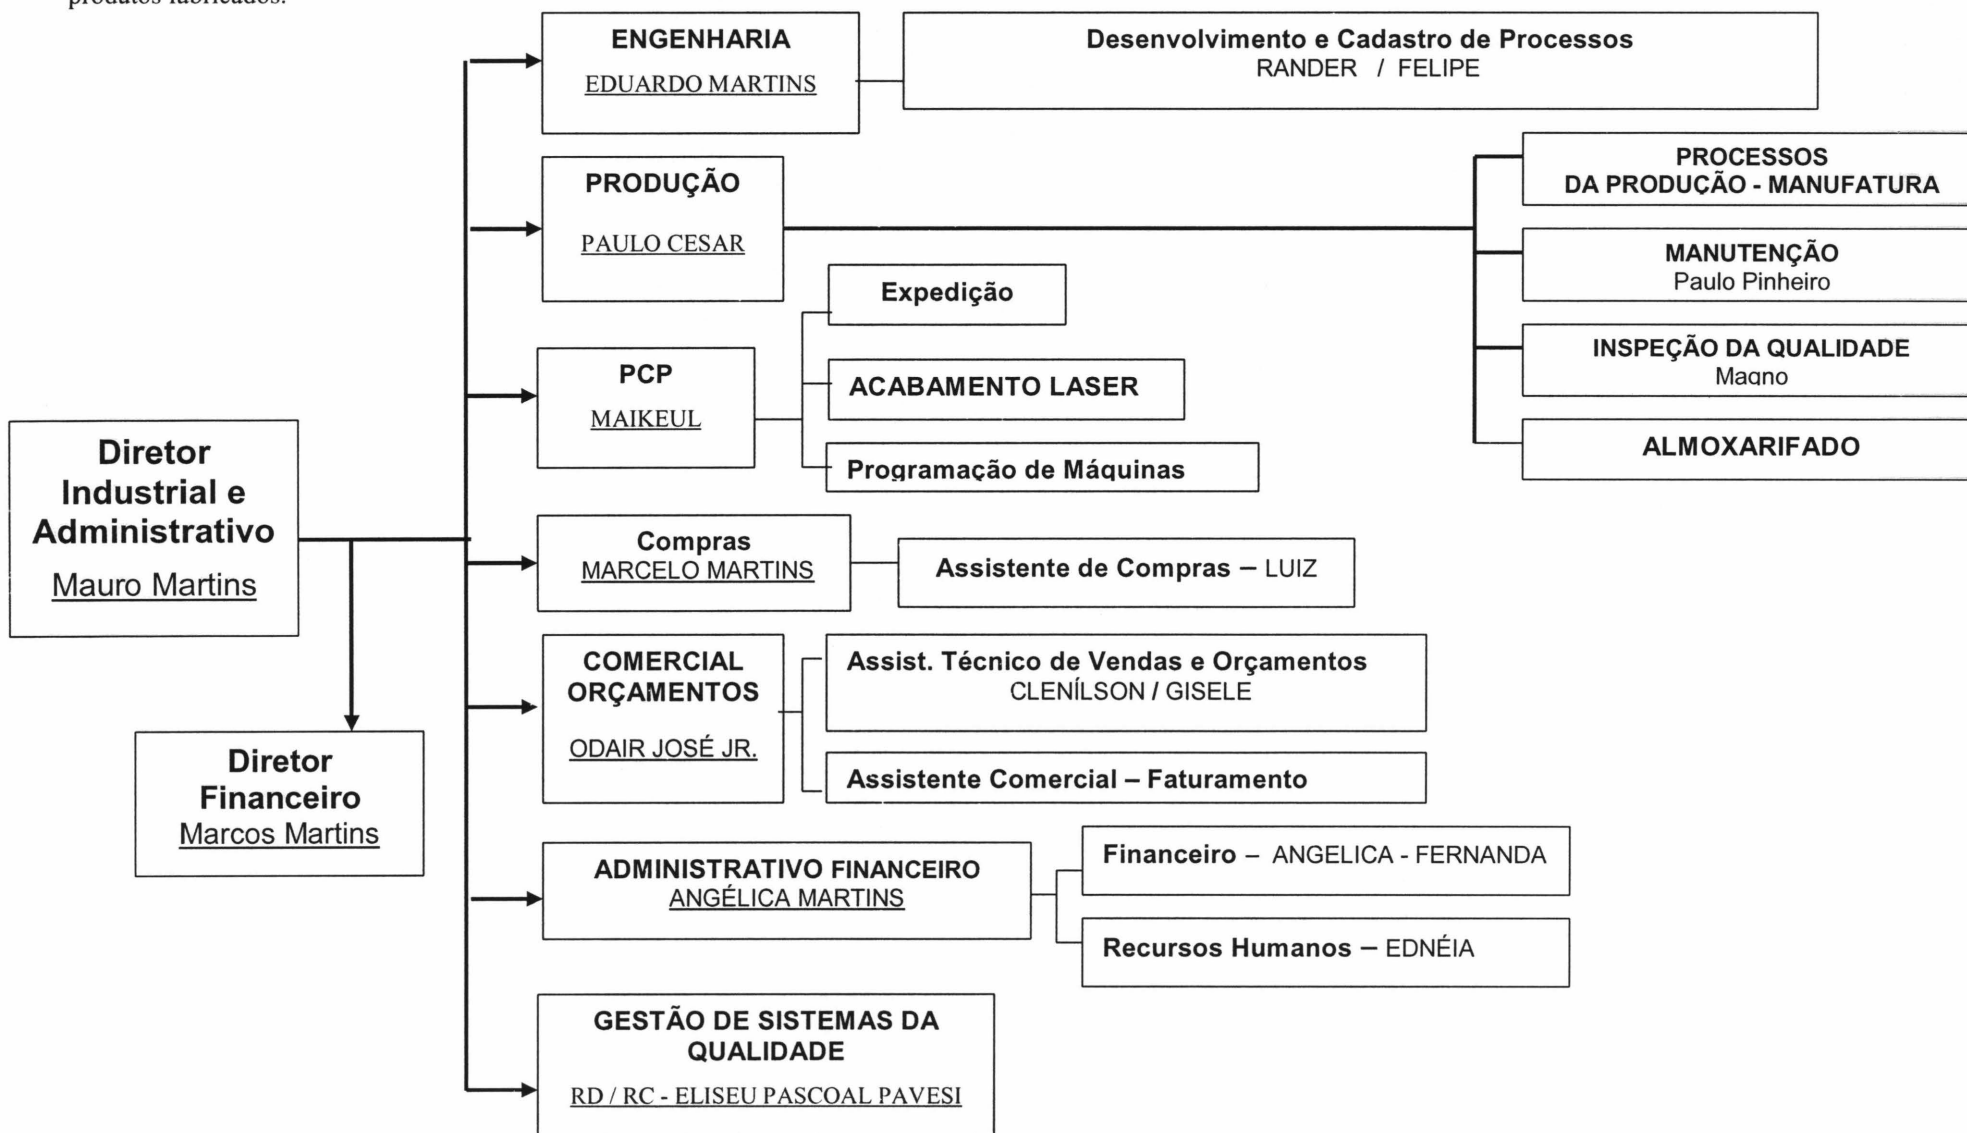 produtos fabricados.
ENGENHARIA
EDUARDO MARTINS
Desenvolvimento e Cadastro de Processos
RANDER / FELIPE
PRODUÇÃO
PAULO CESAR
PROCESSOS
DA PRODUÇÃO - MANUFATURA
MANUTENÇÃO
Paulo Pinheiro
INSPEÇÃO DA QUALIDADE
Magno
ALMOXARIFADO
PCP
MAIKEUL
Expedição
ACABAMENTO LASER
Programação de Máquinas
Diretor
Industrial e
Administrativo
Mauro Martins
Diretor
Financeiro
Marcos Martins
Compras
MARCELO MARTINS
Assistente de Compras – LUIZ
COMERCIAL
ORÇAMENTOS
ODAIR JOSÉ JR.
Assist. Técnico de Vendas e Orçamentos
CLENÍLSON / GISELE
Assistente Comercial – Faturamento
ADMINISTRATIVO FINANCEIRO
ANGÉLICA MARTINS
Financeiro – ANGELICA - FERNANDA
Recursos Humanos – EDNÉIA
GESTÃO DE SISTEMAS DA
QUALIDADE
RD / RC - ELISEU PASCOAL PAVESI